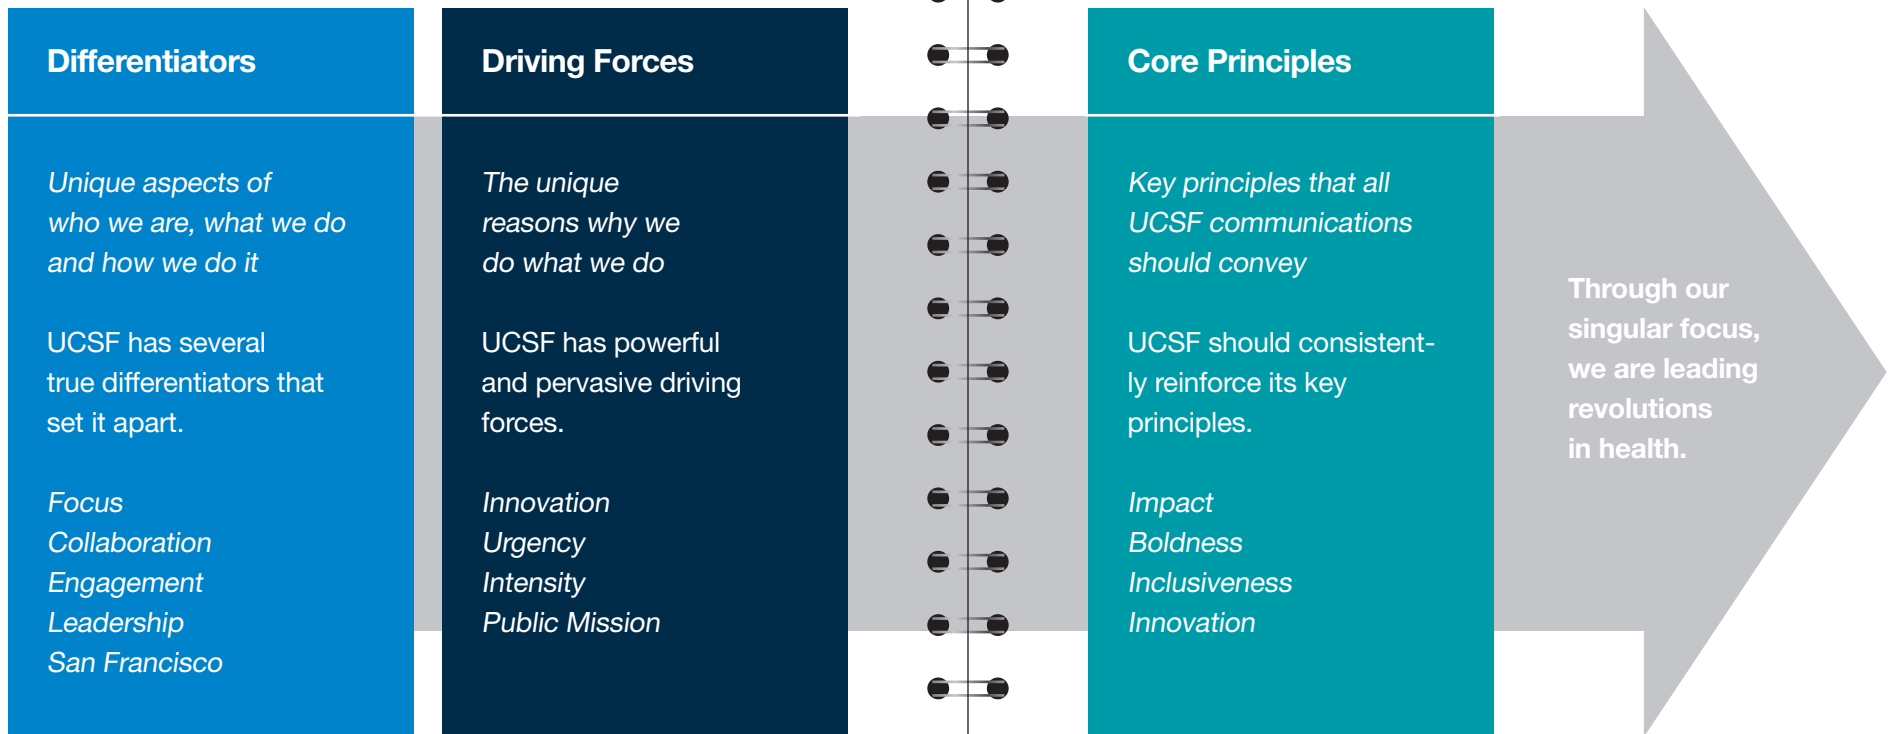 Differentiators
Unique aspects of
who we are, what we do
and how we do it
UCSF has several
true differentiators that
set it apart.
Focus
Collaboration
Engagement
Leadership
San Francisco
Driving Forces
The unique
reasons why we
do what we do
UCSF has powerful
and pervasive driving
forces.
Innovation
Urgency
Intensity
Public Mission
Core Principles
Key principles that all
UCSF communications
should convey
UCSF should consistent-
ly reinforce its key
principles.
Impact
Boldness
Inclusiveness
Innovation
Through our
singular focus,
we are leading
revolutions
in health.